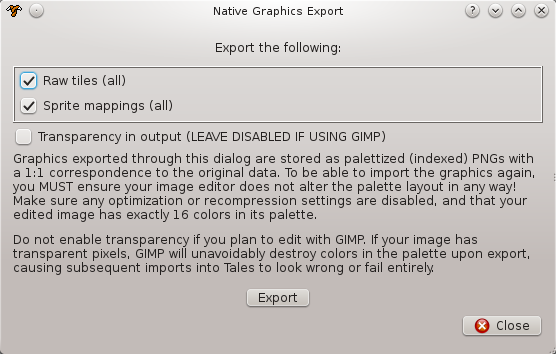 Native Graphics Export
Export the following:
Raw tiles (all)
Sprite mappings (all)
Transparency in output (LEAVE DISABLED IF USING GIMP)
Graphics exported through this dialog are stored as palettized (indexed) PNGs with
a 1:1 correspondence to the original data. To be able to import the graphics again,
you MUST ensure your image editor does not alter the palette layout in any way!
Make sure any optimization or recompression settings are disabled, and that your
edited image has exactly 16 colors in its palette.
Do not enable transparency if you plan to edit with GIMP. If your image has
transparent pixels, GIMP will unavoidably destroy colors in the palette upon export,
causing subsequent imports into Tales to look wrong or fail entirely.
Export
Close